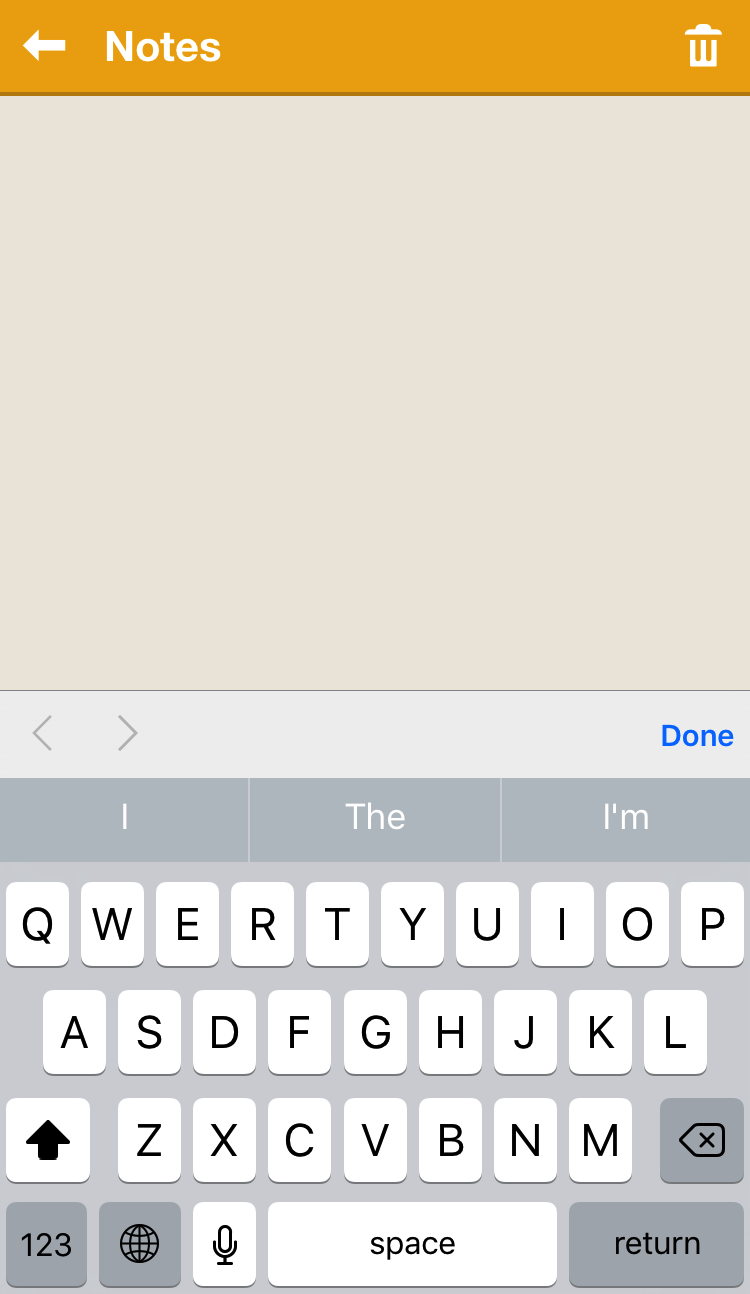 Notes
Done
I The I'm
Q W E R T Y U I O P
A S D F G H J K L
Z X C V B N M
123 space return